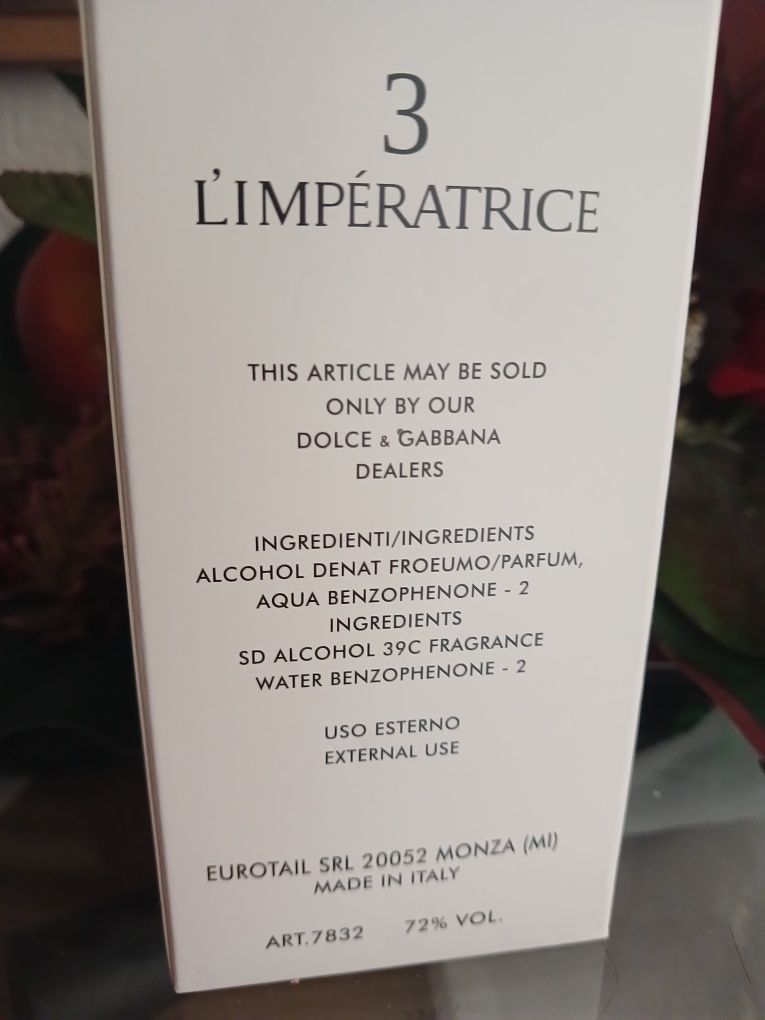 3
L'IMPÉRATRICE
THIS ARTICLE MAY BE SOLD
ONLY BY OUR
DOLCE & GABBANA
DEALERS
INGREDIENTI/INGREDIENTS
ALCOHOL DENAT FROEUMO/PARFUM,
AQUA BENZOPHENONE - 2
INGREDIENTS
SD ALCOHOL 39C FRAGRANCE
WATER BENZOPHENONE - 2
USO ESTERNO
EXTERNAL USE
EUROTAIL SRL 20052 MONZA (MI)
MADE IN ITALY
ART.7832 72% VOL.